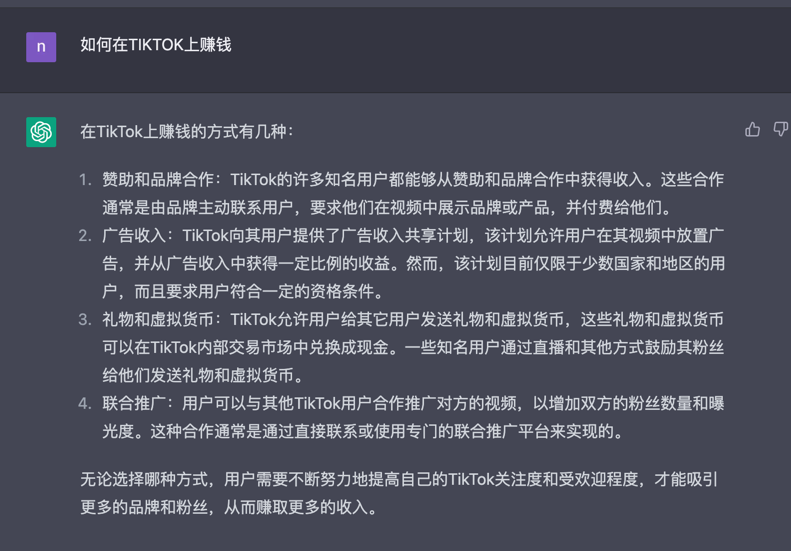 n
如何在TIKTOK上赚钱
在TikTok上赚钱的方式有几种：
1. 赞助和品牌合作：TikTok的许多知名用户都能够从赞助和品牌合作中获得收入。这些合作
通常是由品牌主动联系用户，要求他们在视频中展示品牌或产品，并付费给他们。
2. 广告收入：TikTok向其用户提供了广告收入共享计划，该计划允许用户在其视频中放置广
告，并从广告收入中获得一定比例的收益。然而，该计划目前仅限于少数国家和地区的用
户，而且要求用户符合一定的资格条件。
3. 礼物和虚拟货币：TikTok允许用户给其它用户发送礼物和虚拟货币，这些礼物和虚拟货币
可以在TikTok内部交易市场中兑换成现金。一些知名用户通过直播和其他方式鼓励其粉丝
给他们发送礼物和虚拟货币。
4. 联合推广：用户可以与其他TikTok用户合作推广对方的视频，以增加双方的粉丝数量和曝
光度。这种合作通常是通过直接联系或使用专门的联合推广平台来实现的。
无论选择哪种方式，用户需要不断努力地提高自己的TikTok关注度和受欢迎程度，才能吸引
更多的品牌和粉丝，从而赚取更多的收入。